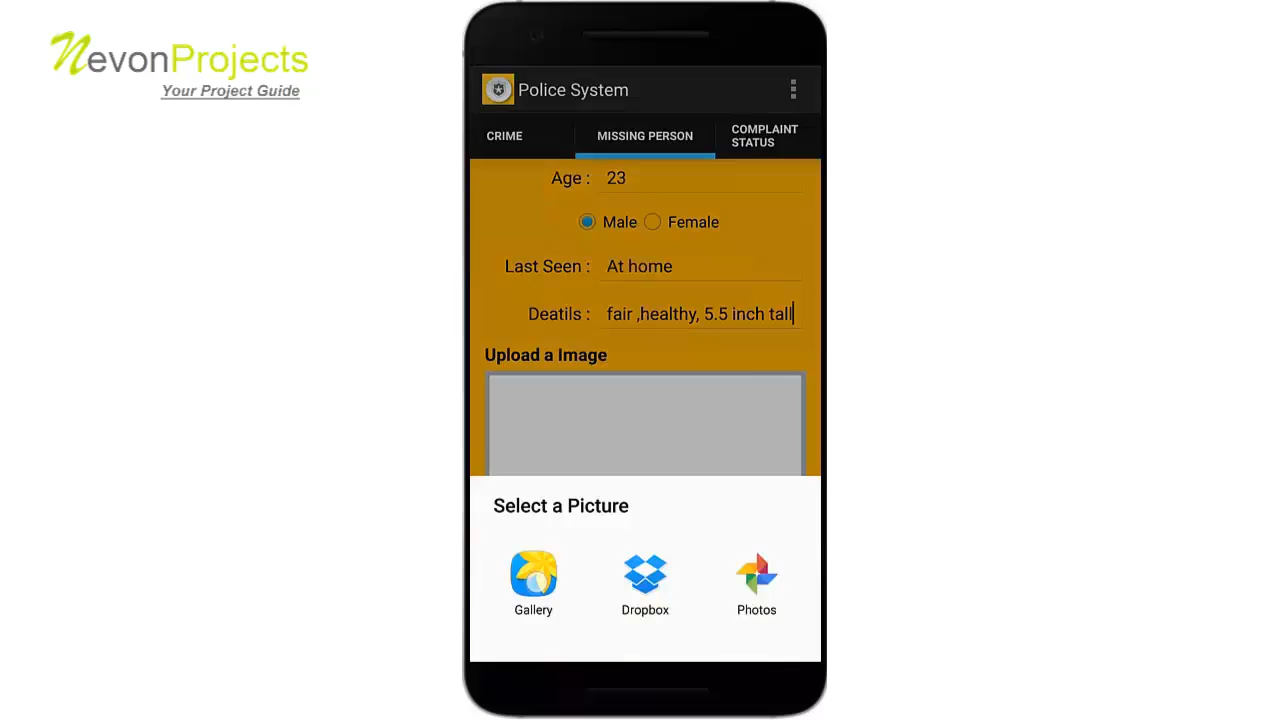 NevonProjects
Your Project Guide
Police System
CRIME
MISSING PERSON
COMPLAINT
STATUS
Age : 23
Male Female
Last Seen : At home
Deatils : fair ,healthy, 5.5 inch tall
Upload a Image
Select a Picture
Gallery Dropbox Photos